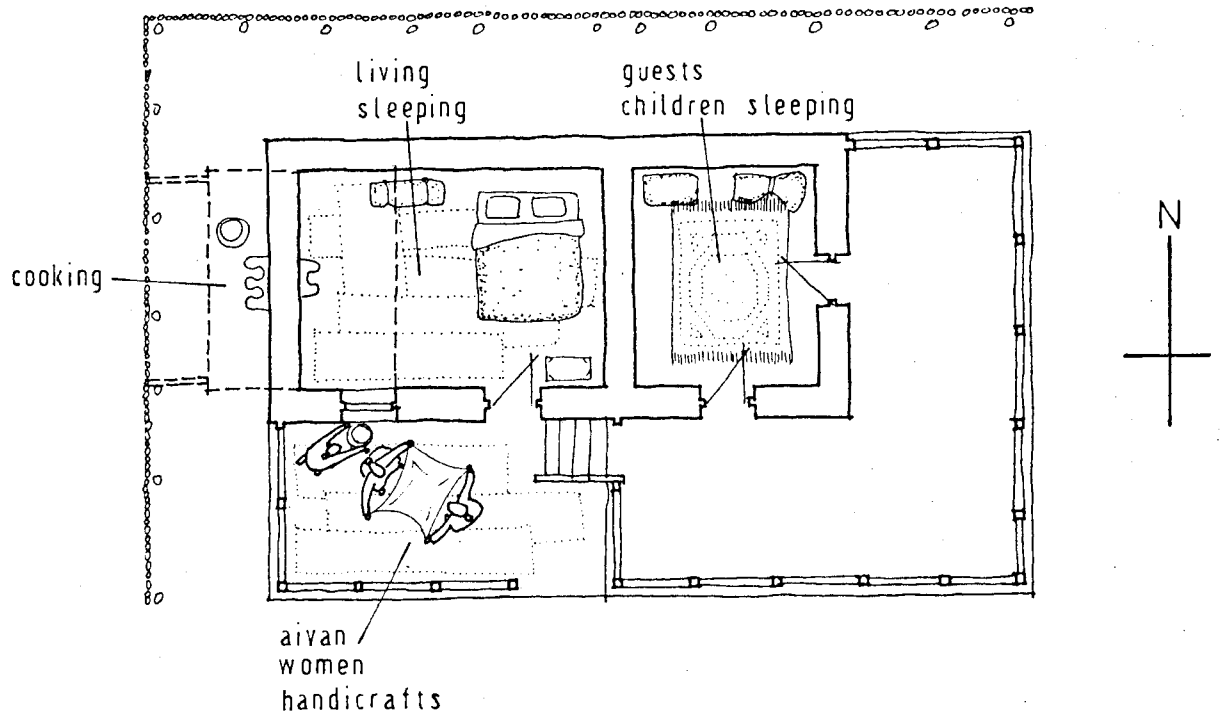 living
sleeping
guests
children sleeping
N
cooking
aivan
women
handicrafts